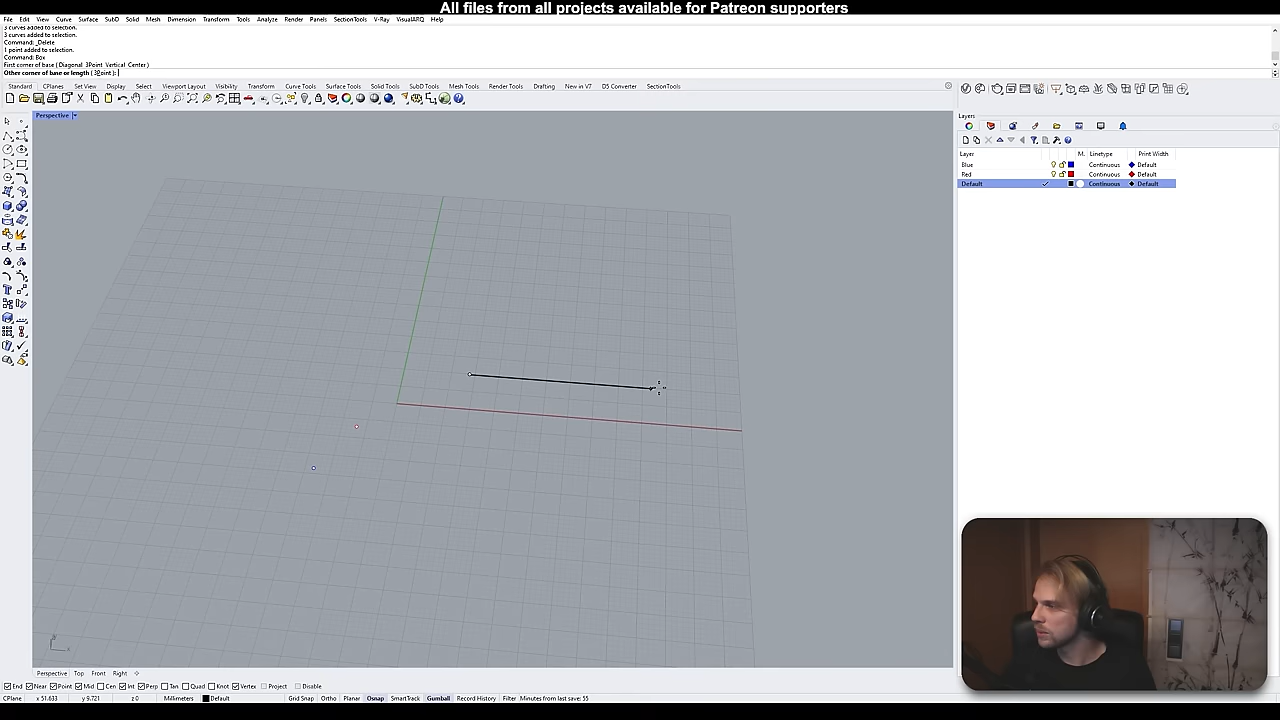 All files from all projects available for Patreon supporters
File Edit View Curve Surface SubD Solid Mesh Dimension Transform Tools Analyze Render Panels SectionTools V-Ray VisualARQ Help
3 curves added to selection.
3 curves added to selection.
Command: _Delete
1 point added to selection.
Command: Box
First corner of base ( Diagonal 3Point Vertical Center )
Other corner of base or length ( 3Point ):
Standard CPlanes Set View Display Select Viewport Layout Visibility Transform Curve Tools Surface Tools Solid Tools SubD Tools Mesh Tools Render Tools Drafting New in V7 D5 Converter SectionTools
Perspective
Layers
Layer M. Linetype Print Width
Blue Continuous Default
Red Continuous Default
Default Continuous Default
Perspective Top Front Right
End Near Point Mid Cen Int Perp Tan Quad Knot Vertex Project Disable
CPlane x 51.633 y 9.721 z 0 Millimeters Default Grid Snap Ortho Planar Osnap SmartTrack Gumball Record History Filter Minutes from last save: 55